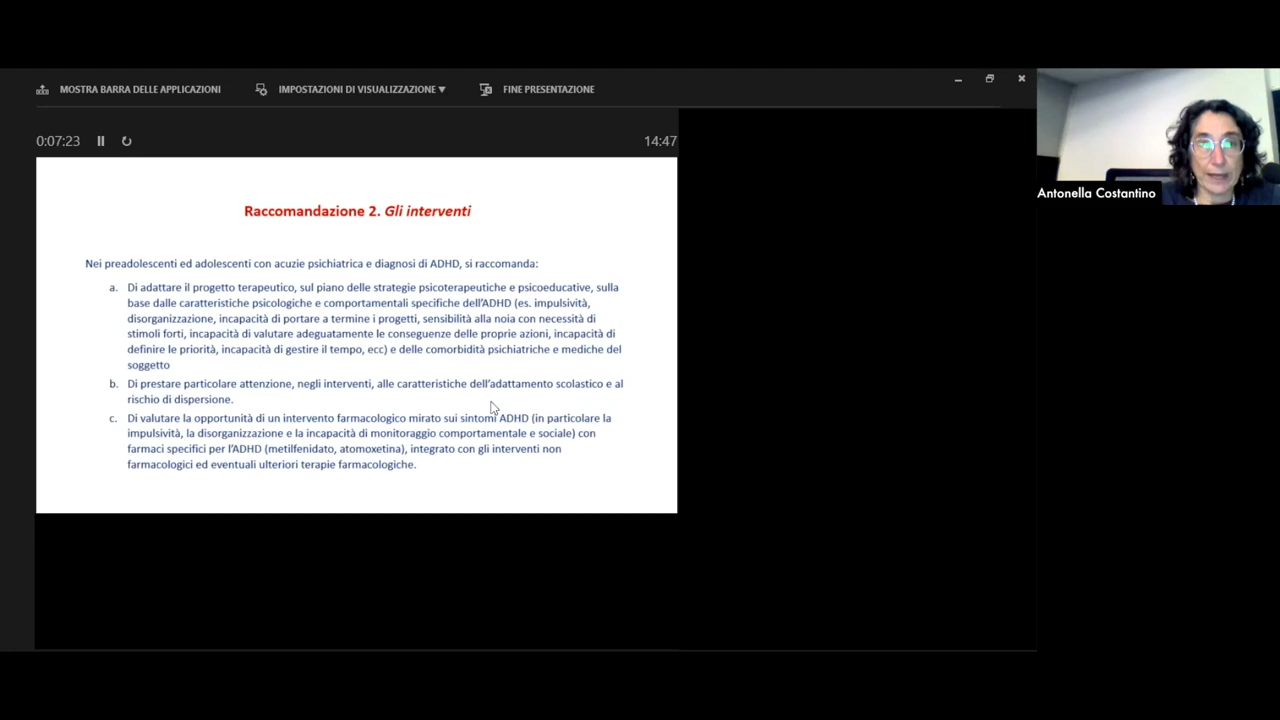 MOSTRA BARRA DELLE APPLICAZIONI
IMPOSTAZIONI DI VISUALIZZAZIONE ▼
FINE PRESENTAZIONE
0:07:23
14:47
Antonella Costantino
Raccomandazione 2. Gli interventi
Nei preadolescenti ed adolescenti con acuzie psichiatrica e diagnosi di ADHD, si raccomanda:
a. Di adattare il progetto terapeutico, sul piano delle strategie psicoterapeutiche e psicoeducative, sulla
base dalle caratteristiche psicologiche e comportamentali specifiche dell'ADHD (es. impulsività,
disorganizzazione, incapacità di portare a termine i progetti, sensibilità alla noia con necessità di
stimoli forti, incapacità di valutare adeguatamente le conseguenze delle proprie azioni, incapacità di
definire le priorità, incapacità di gestire il tempo, ecc) e delle comorbidità psichiatriche e mediche del
soggetto
b. Di prestare particolare attenzione, negli interventi, alle caratteristiche dell'adattamento scolastico e al
rischio di dispersione.
c. Di valutare la opportunità di un intervento farmacologico mirato sui sintomi ADHD (in particolare la
impulsività, la disorganizzazione e la incapacità di monitoraggio comportamentale e sociale) con
farmaci specifici per l'ADHD (metilfenidato, atomoxetina), integrato con gli interventi non
farmacologici ed eventuali ulteriori terapie farmacologiche.